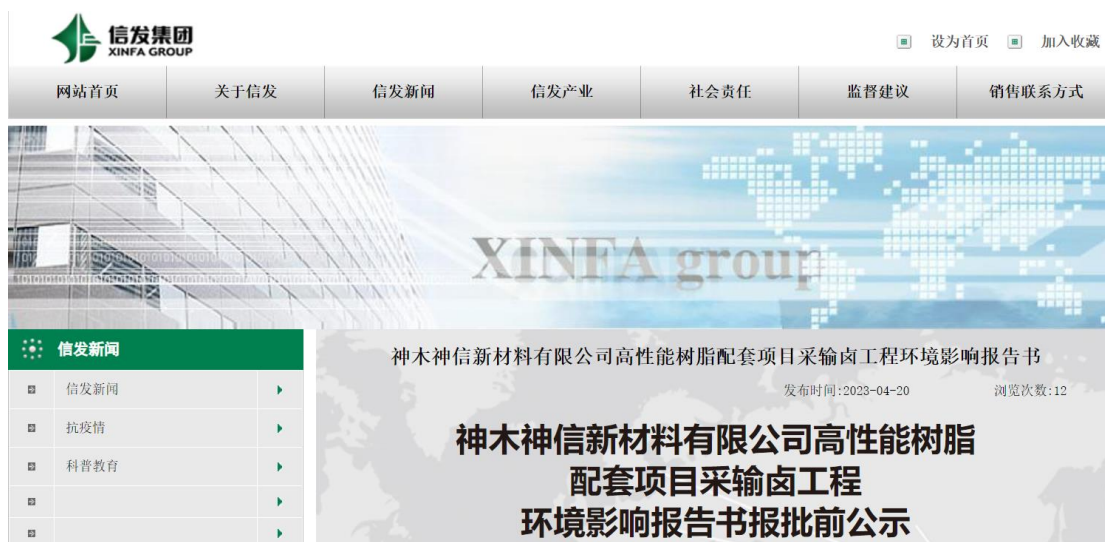 信发集团
XINFA GROUP
设为首页 加入收藏
网站首页 关于信发 信发新闻 信发产业 社会责任 监督建议 销售联系方式
XINFA group
信发新闻
信发新闻
抗疫情
科普教育
神木神信新材料有限公司高性能树脂配套项目采输卤工程环境影响报告书
发布时间:2023-04-20 浏览次数:12
神木神信新材料有限公司高性能树脂
配套项目采输卤工程
环境影响报告书报批前公示